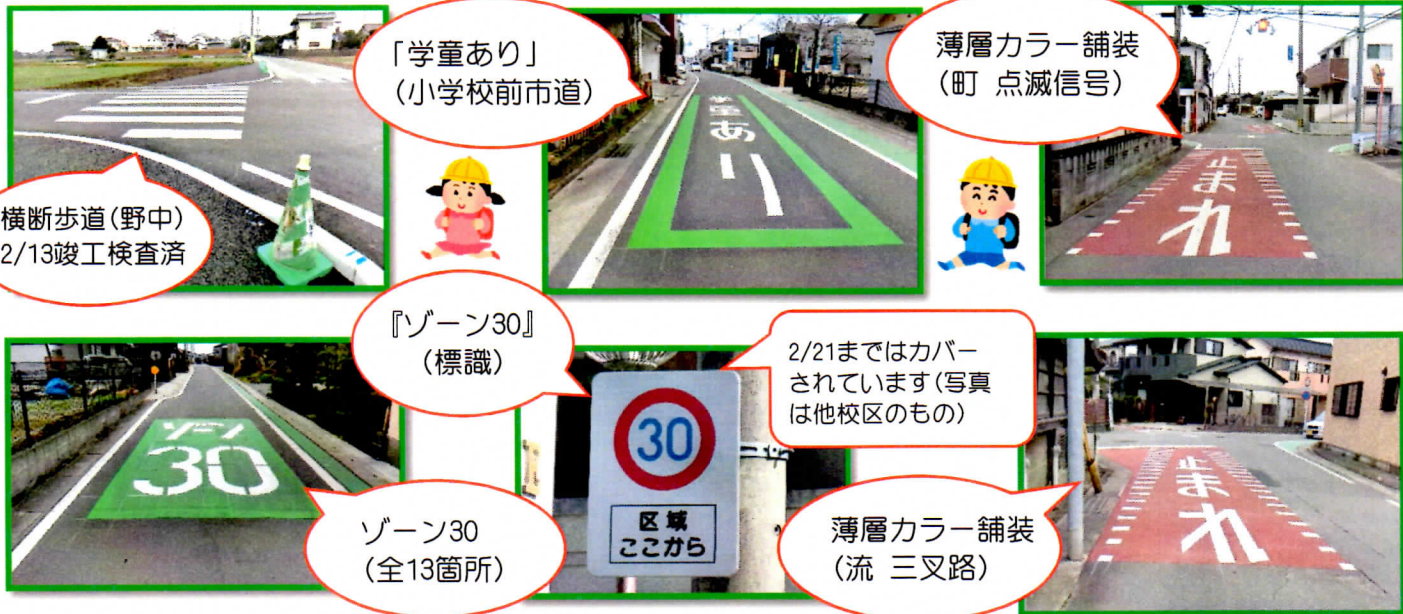 「学童あり」
(小学校前市道)
薄層カラー舗装
(町 点滅信号)
学童あり
止まれ
横断歩道(野中)
2/13竣工検査済
『ゾーン30』
(標識)
2/21まではカバー
されています(写真
は他校区のもの)
ゾーン
30
30
区域
ここから
止まれ
ゾーン30
(全13箇所)
薄層カラー舗装
(流 三叉路)